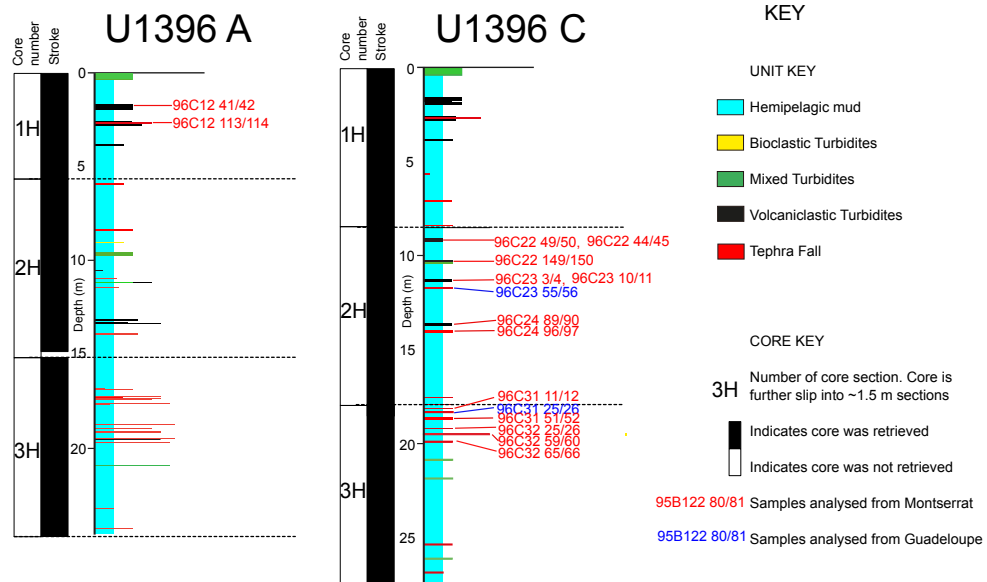 U1396 A
Core number
Stroke
0
5
10
15
20
Depth (m)
1H
2H
3H
96C12 41/42
96C12 113/114
U1396 C
Core number
Stroke
0
5
10
15
20
25
Depth (m)
1H
2H
3H
96C22 49/50, 96C22 44/45
96C22 149/150
96C23 3/4, 96C23 10/11
96C23 55/56
96C24 89/90
96C24 96/97
96C31 11/12
96C31 25/26
96C31 51/52
96C32 25/26
96C32 59/60
96C32 65/66
KEY
UNIT KEY
Hemipelagic mud
Bioclastic Turbidites
Mixed Turbidites
Volcaniclastic Turbidites
Tephra Fall
CORE KEY
3H
Number of core section. Core is
further slip into ~1.5 m sections
Indicates core was retrieved
Indicates core was not retrieved
95B122 80/81 Samples analysed from Montserrat
95B122 80/81 Samples analysed from Guadeloupe